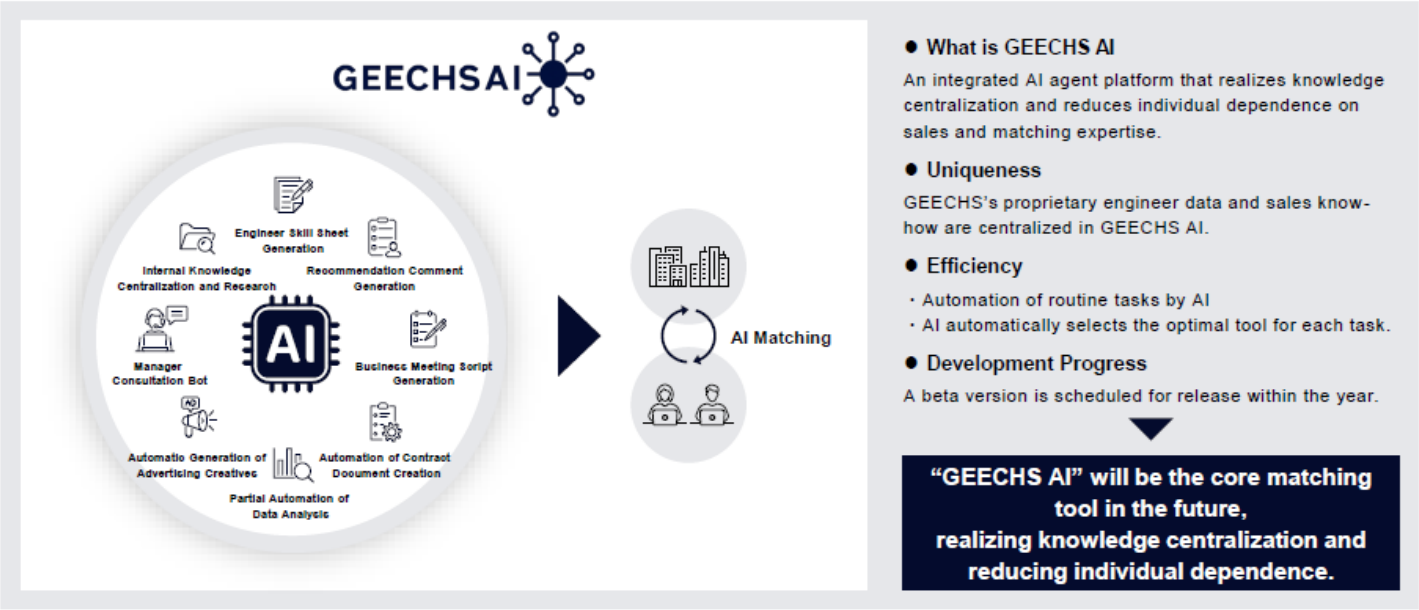 GEECHSAI
Engineer Skill Sheet
Generation
Internal Knowledge
Centralization and Research
Recommendation Comment
Generation
AI
Manager
Consultation Bot
Business Meeting Script
Generation
AD
Automatic Generation of
Advertising Creatives
Automation of Contract
Document Creation
Partial Automation of
Data Analysis
AI Matching
● What is GEECHS AI
An integrated AI agent platform that realizes knowledge
centralization and reduces individual dependence on
sales and matching expertise.
● Uniqueness
GEECHS's proprietary engineer data and sales know-
how are centralized in GEECHS AI.
● Efficiency
・Automation of routine tasks by AI
・AI automatically selects the optimal tool for each task.
● Development Progress
A beta version is scheduled for release within the year.
“GEECHS AI” will be the core matching
tool in the future,
realizing knowledge centralization and
reducing individual dependence.